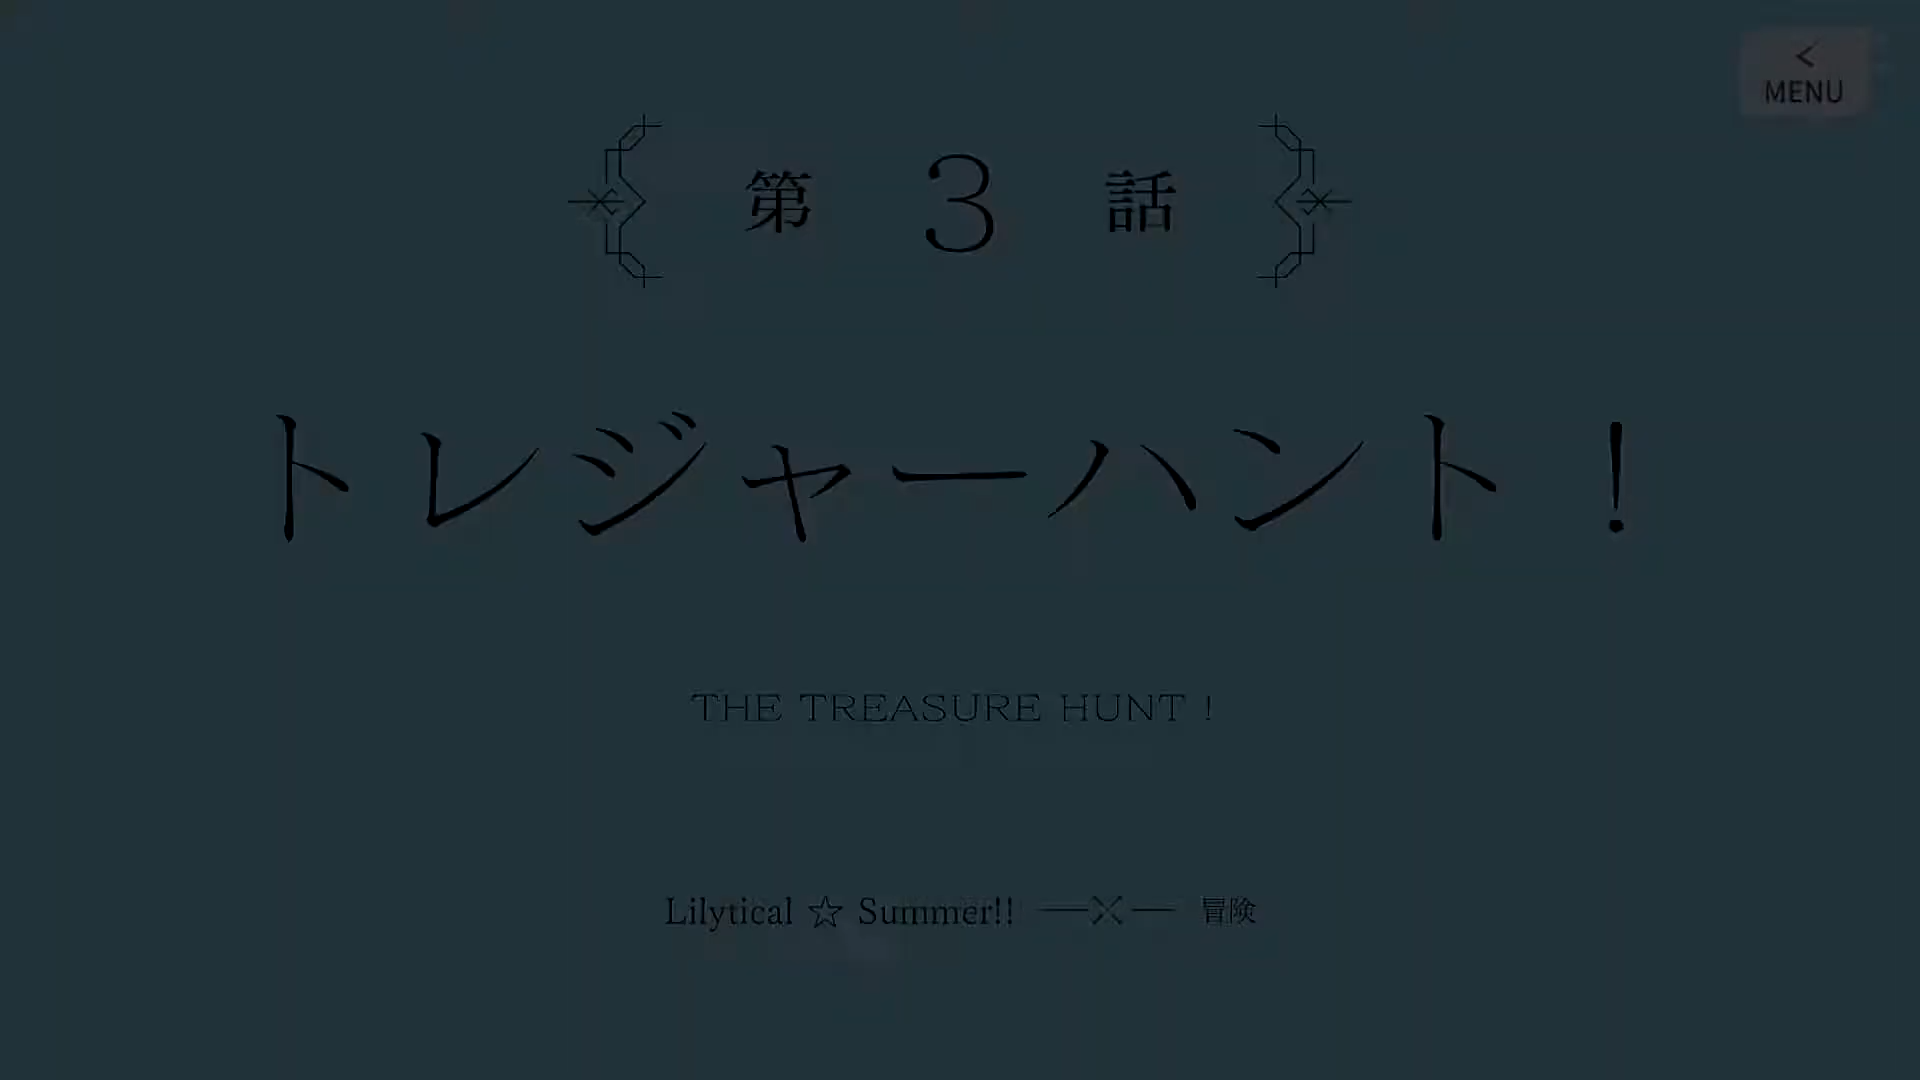 <
MENU
第 3 話
トレジャーハント！
THE TREASURE HUNT !
Lilytical ☆ Summer!! 冒険